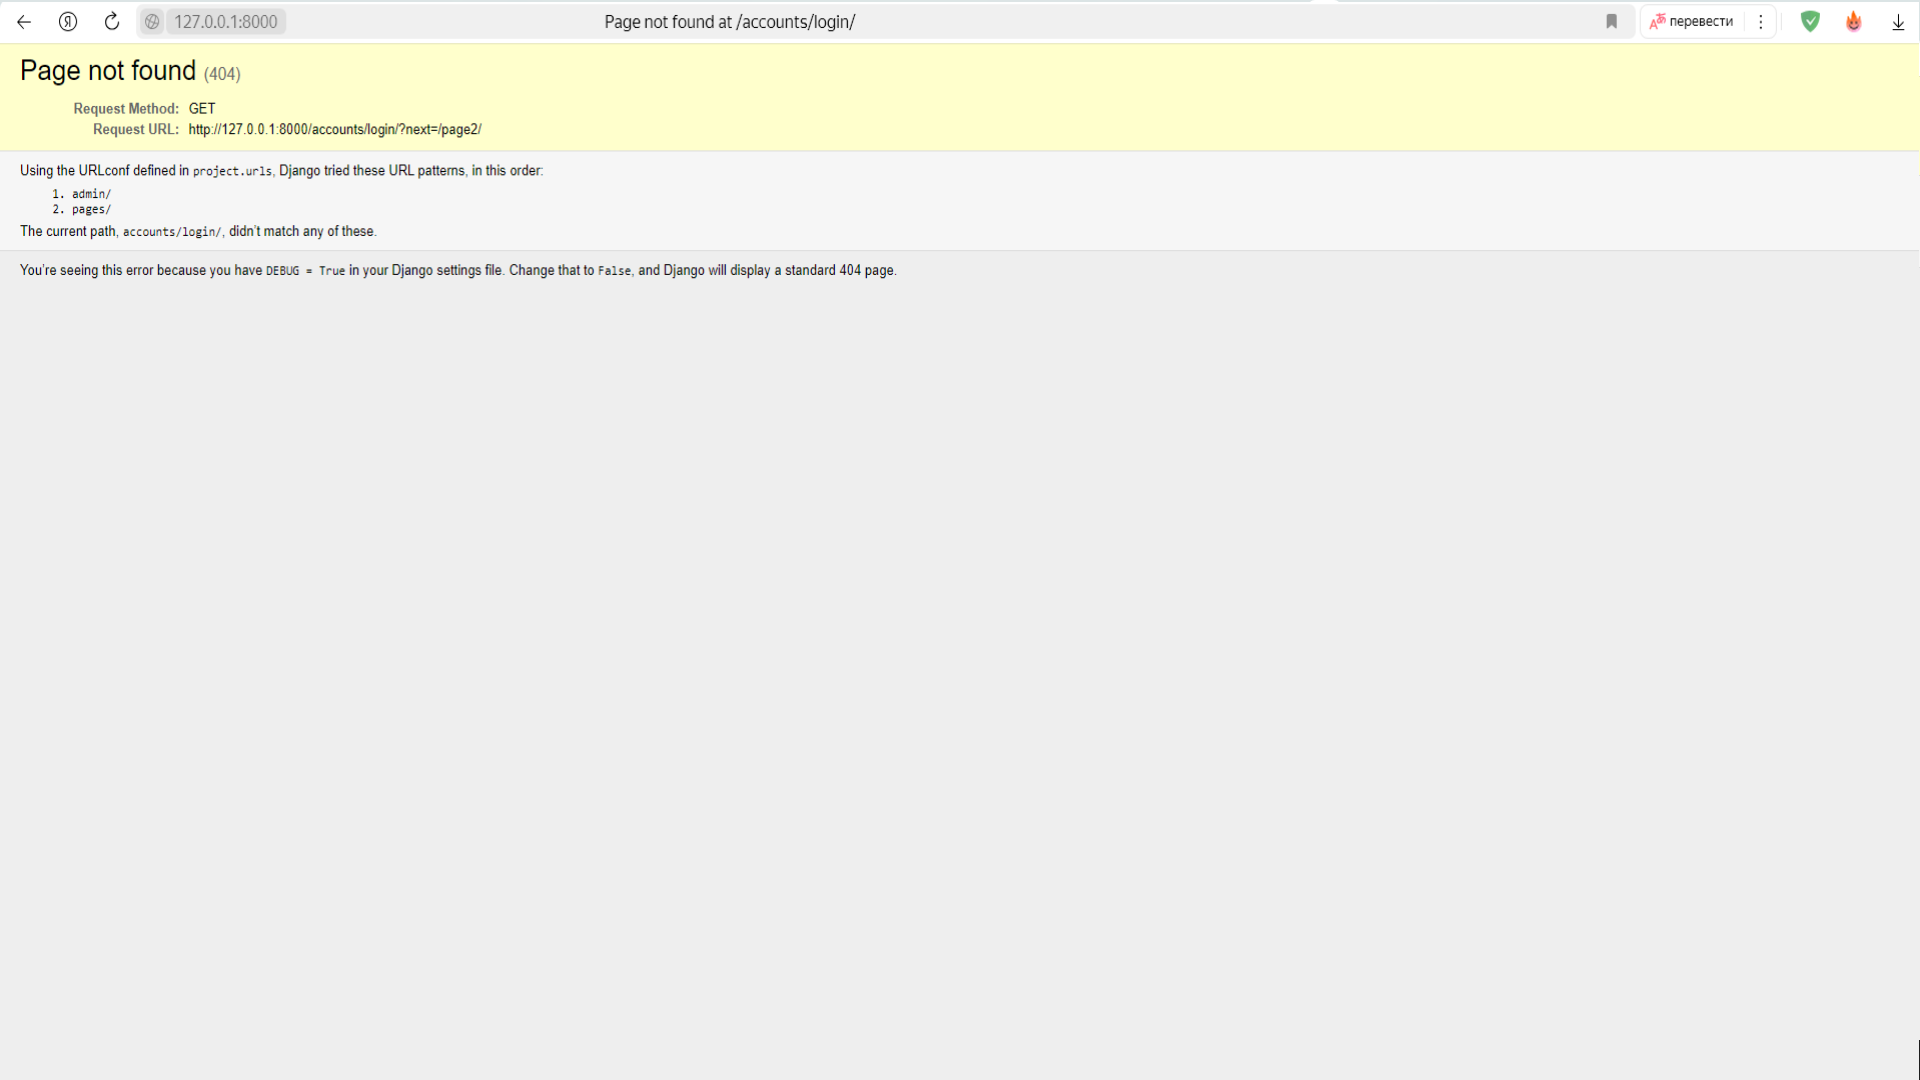 Я 127.0.0.1:8000 Page not found at /accounts/login/ перевести
Page not found (404)
Request Method: GET
Request URL: http://127.0.0.1:8000/accounts/login/?next=/page2/
Using the URLconf defined in project.urls, Django tried these URL patterns, in this order:
1. admin/
2. pages/
The current path, accounts/login/, didn't match any of these.
You're seeing this error because you have DEBUG = True in your Django settings file. Change that to False, and Django will display a standard 404 page.